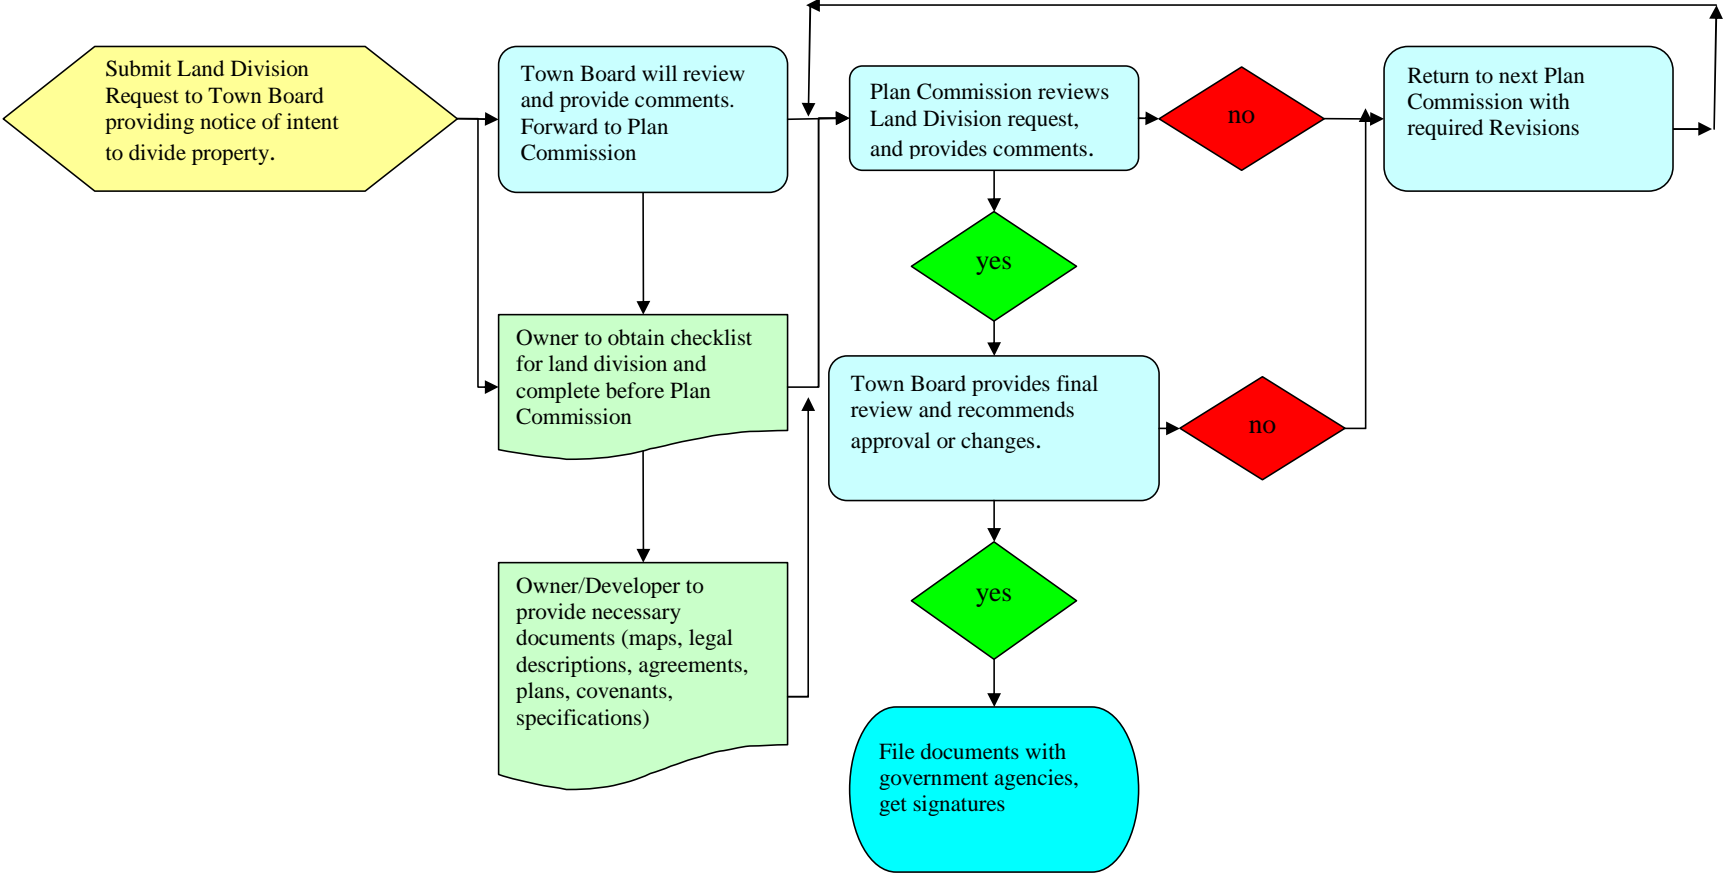 Submit Land Division
Request to Town Board
providing notice of intent
to divide property.
Town Board will review
and provide comments.
Forward to Plan
Commission
Plan Commission reviews
Land Division request,
and provides comments.
no
Return to next Plan
Commission with
required Revisions
yes
Owner to obtain checklist
for land division and
complete before Plan
Commission
Town Board provides final
review and recommends
approval or changes.
no
Owner/Developer to
provide necessary
documents (maps, legal
descriptions, agreements,
plans, covenants,
specifications)
yes
File documents with
government agencies,
get signatures